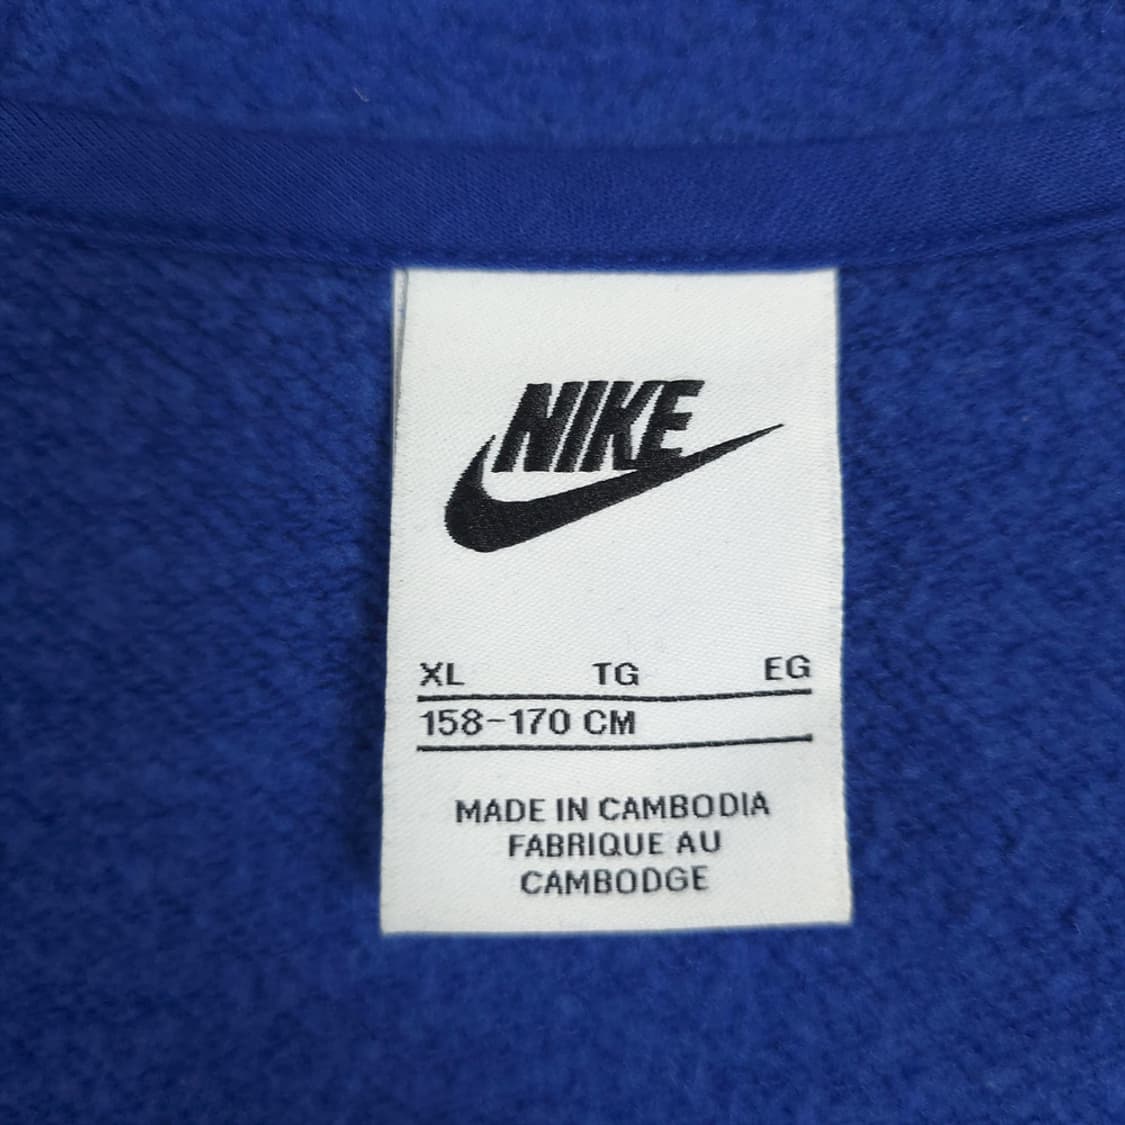 NIKE
XL TG EG
158-170 CM
MADE IN CAMBODIA
FABRIQUE AU
CAMBODGE